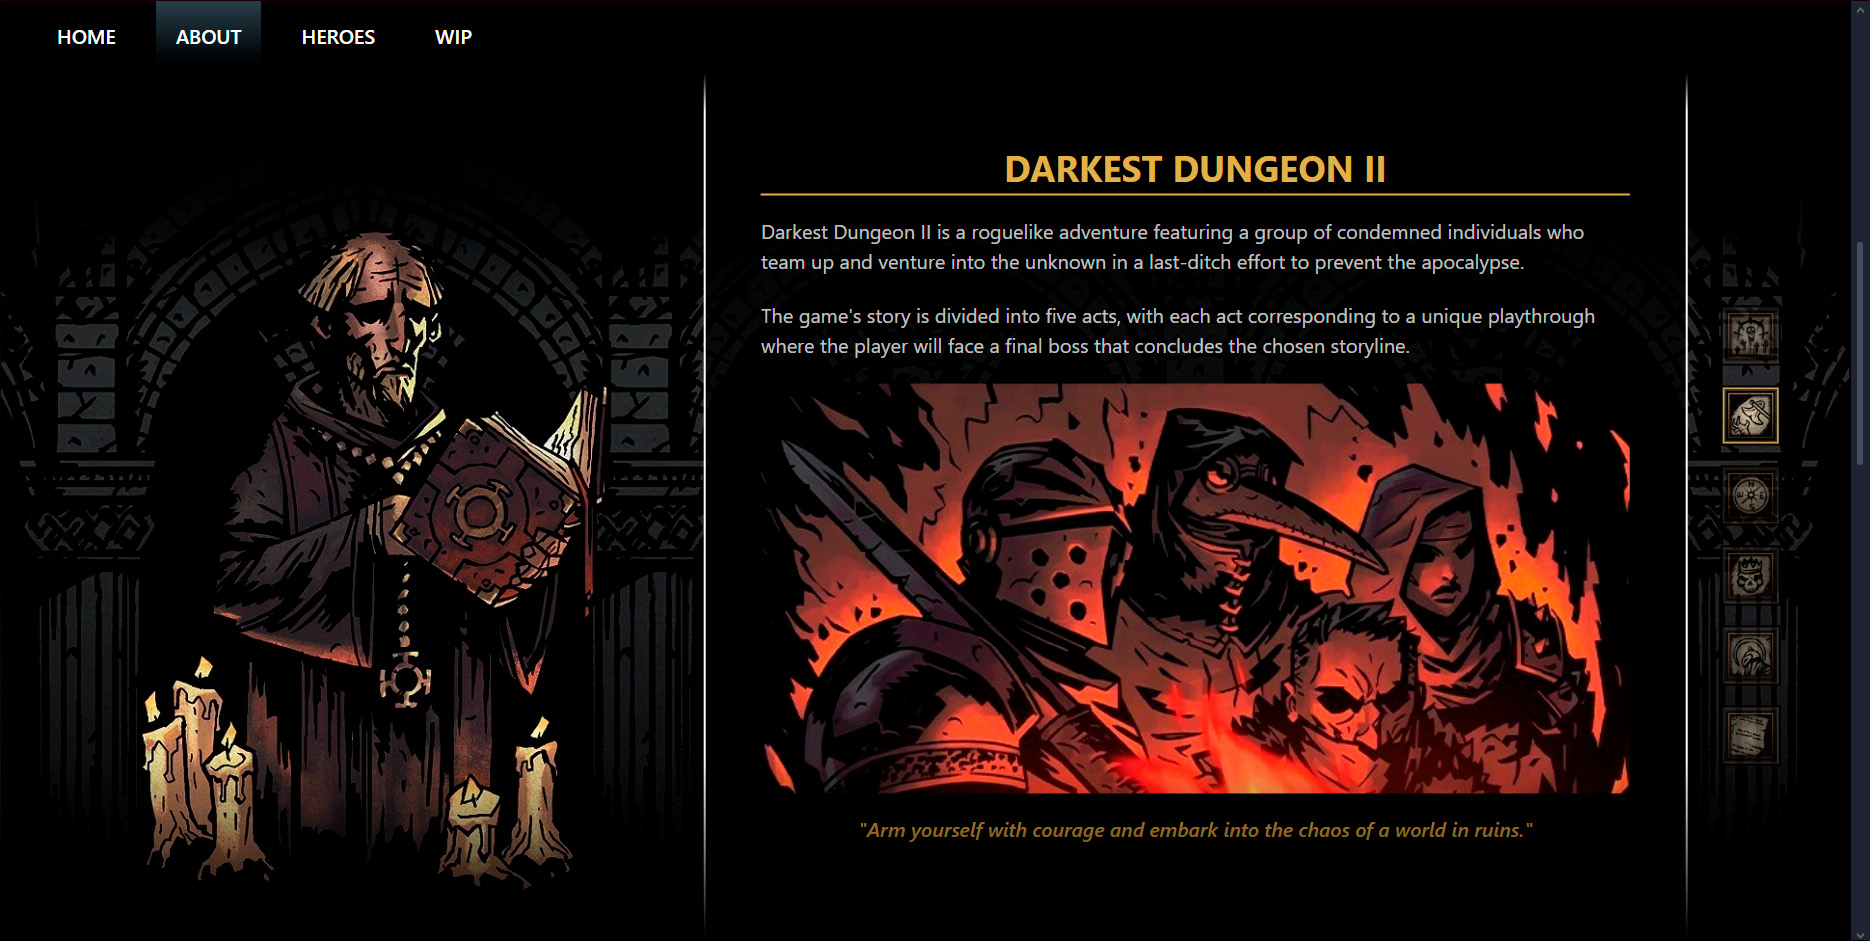 HOME ABOUT HEROES WIP
DARKEST DUNGEON II
Darkest Dungeon II is a roguelike adventure featuring a group of condemned individuals who
team up and venture into the unknown in a last-ditch effort to prevent the apocalypse.
The game's story is divided into five acts, with each act corresponding to a unique playthrough
where the player will face a final boss that concludes the chosen storyline.
"Arm yourself with courage and embark into the chaos of a world in ruins."